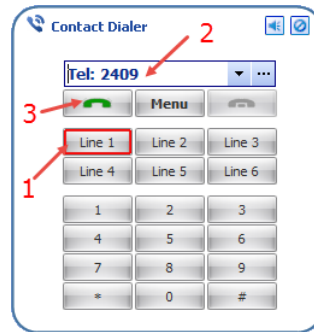 Contact Dialer
2
Tel: 2409
3
Menu
Line 1 Line 2 Line 3
1
Line 4 Line 5 Line 6
1 2 3
4 5 6
7 8 9
* 0 #